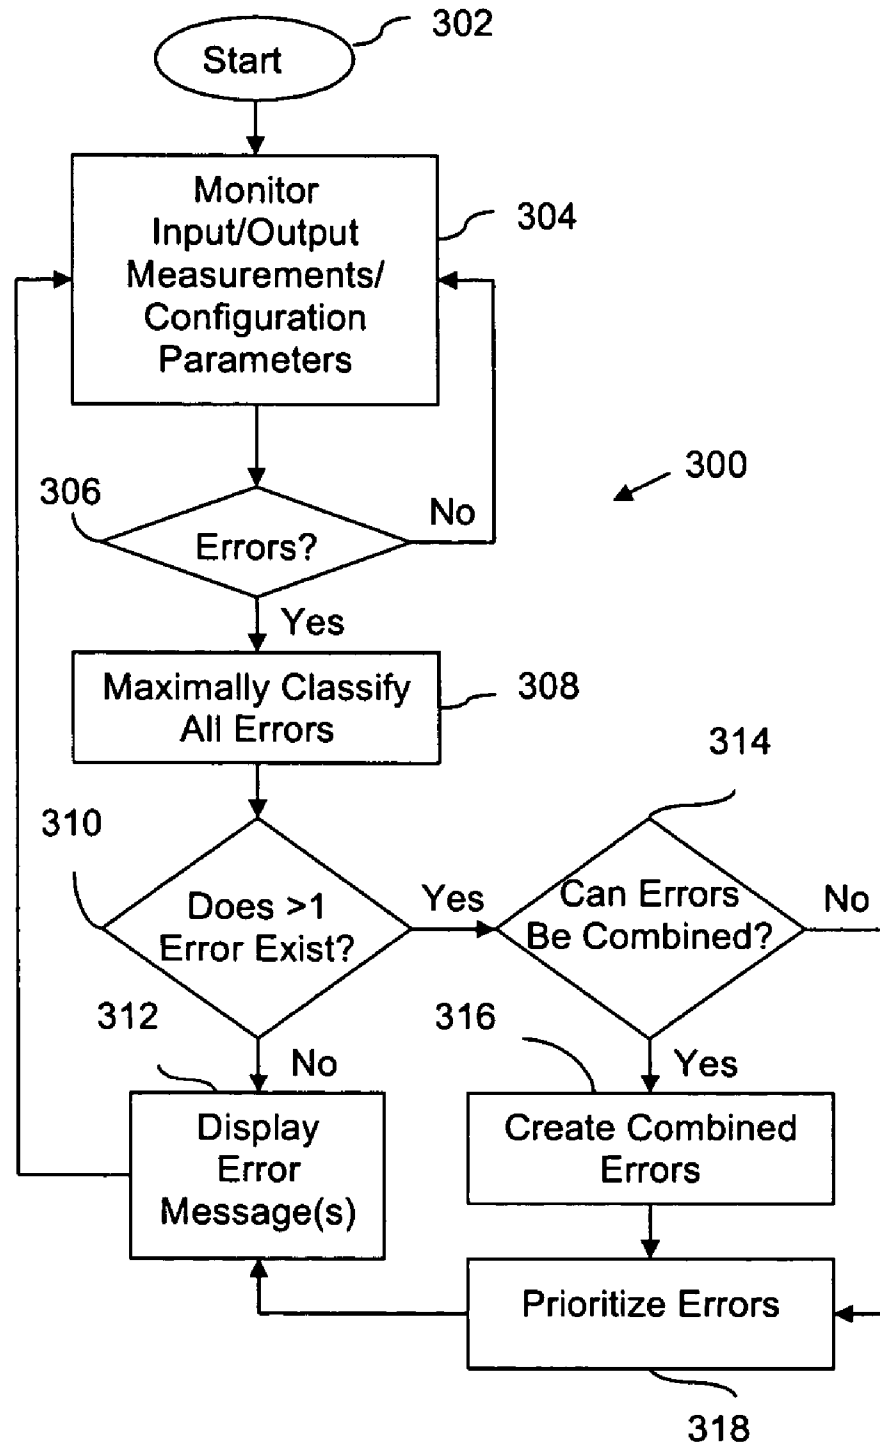 302
Start
Monitor
Input/Output
Measurements/
Configuration
Parameters
304
300
306
No
Errors?
Yes
Maximally Classify
All Errors
308
314
310
Does >1
Error Exist?
Yes
Can Errors
Be Combined?
No
312
No
316
Yes
Display
Error
Message(s)
Create Combined
Errors
Prioritize Errors
318